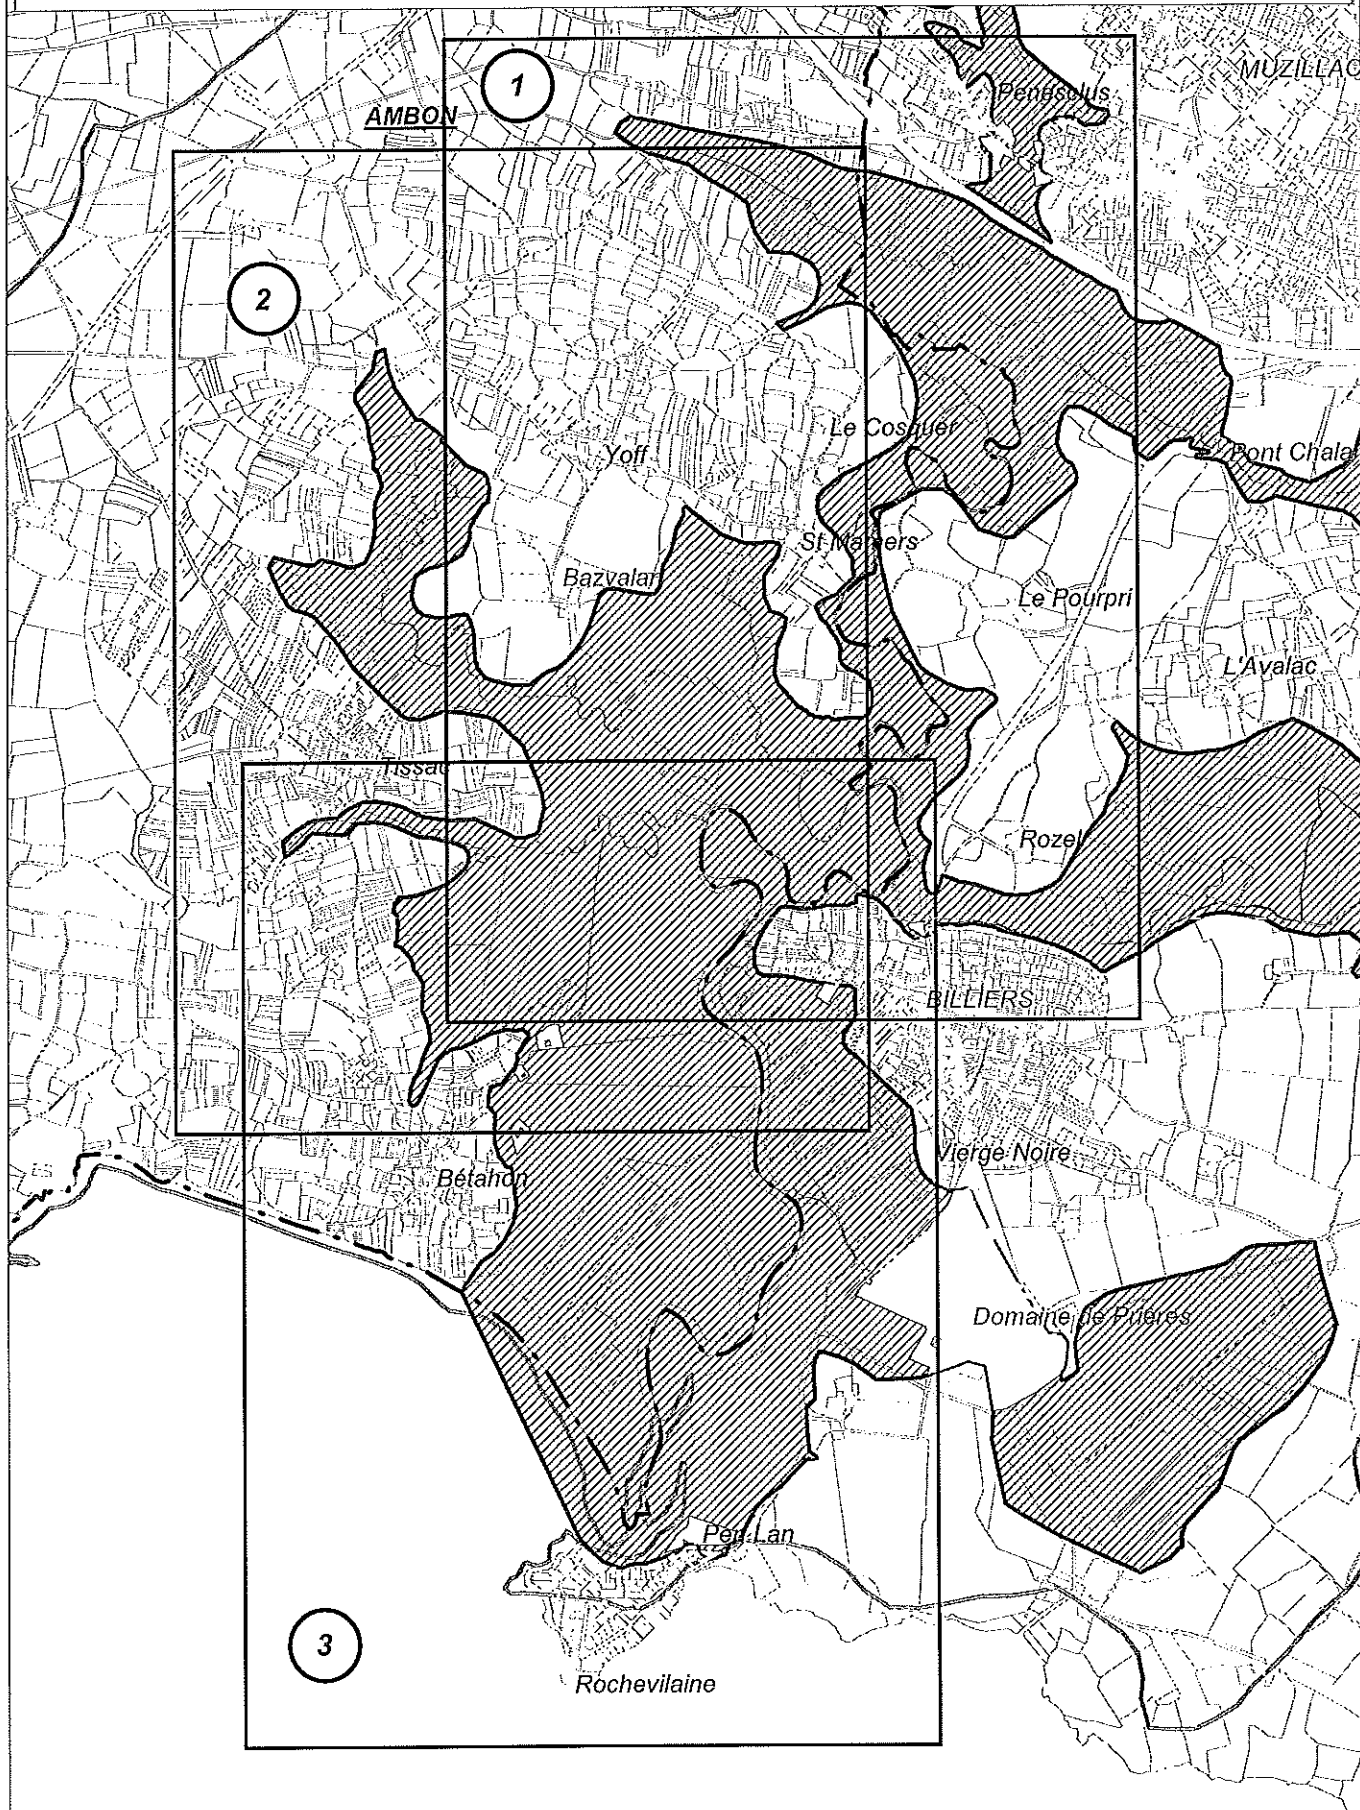 MUZILLAC
1
Penesclus
AMBON
2
Le Cosquer
Yoff
Pont Chala
St Mamers
Bazvalan
Le Pourpri
L'Avalac
Tissac
Rozel
BILLIERS
Vierge Noire
Bétahon
Domaine de Prières
Pen Lan
3
Rochevilaine